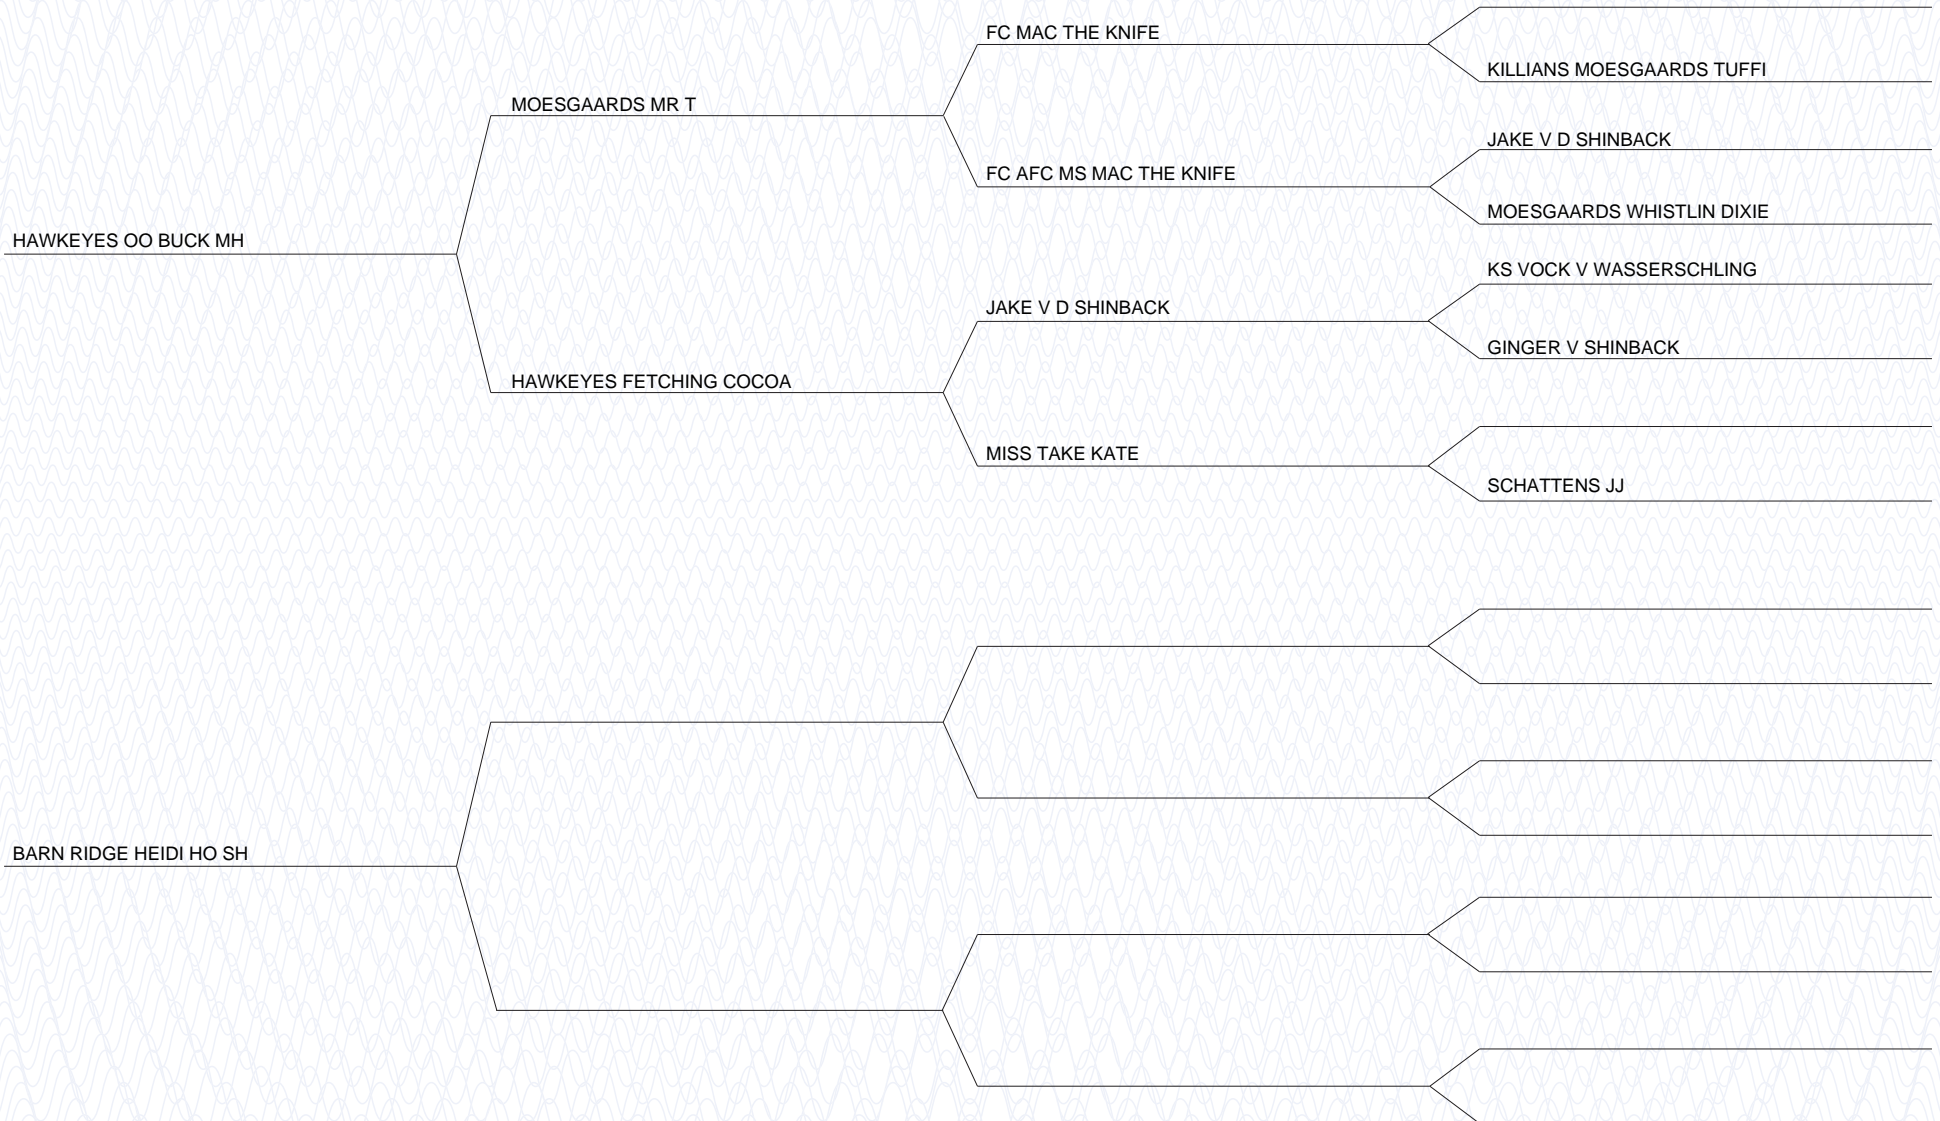 FC MAC THE KNIFE
KILLIANS MOESGAARDS TUFFI
MOESGAARDS MR T
JAKE V D SHINBACK
FC AFC MS MAC THE KNIFE
MOESGAARDS WHISTLIN DIXIE
HAWKEYES OO BUCK MH
KS VOCK V WASSERSCHLING
JAKE V D SHINBACK
GINGER V SHINBACK
HAWKEYES FETCHING COCOA
MISS TAKE KATE
SCHATTENS JJ
BARN RIDGE HEIDI HO SH